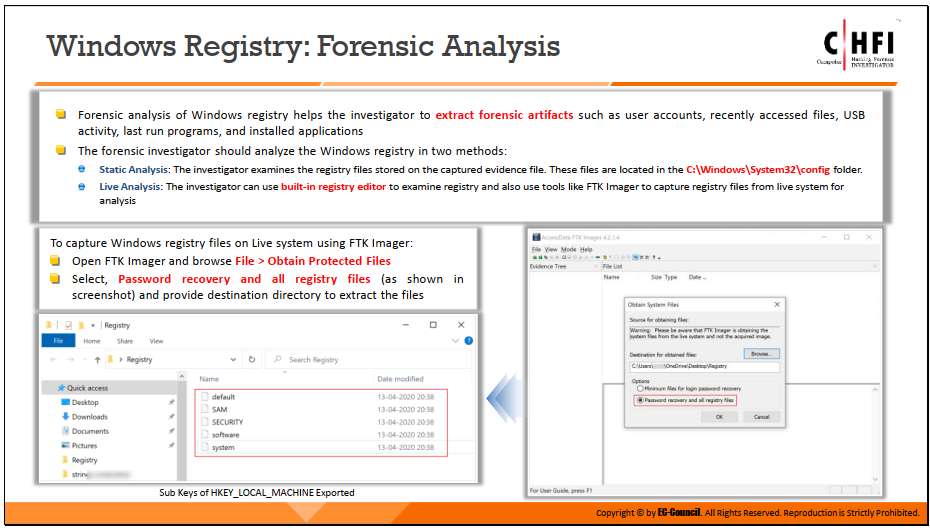 Windows Registry: Forensic Analysis
CHFI
Computer Hacking Forensic
INVESTIGATOR
Forensic analysis of Windows registry helps the investigator to extract forensic artifacts such as user accounts, recently accessed files, USB
activity, last run programs, and installed applications
The forensic investigator should analyze the Windows registry in two methods:
Static Analysis: The investigator examines the registry files stored on the captured evidence file. These files are located in the C:\Windows\System32\config folder.
Live Analysis: The investigator can use built-in registry editor to examine registry and also use tools like FTK Imager to capture registry files from live system for
analysis
To capture Windows registry files on Live system using FTK Imager:
Open FTK Imager and browse File > Obtain Protected Files
Select, Password recovery and all registry files (as shown in
screenshot) and provide destination directory to extract the files
Registry
File Home Share View
Registry
Search Registry
Quick access
Desktop
Downloads
Documents
Pictures
Registry
Name Date modified
default 13-04-2020 20:38
SAM 13-04-2020 20:38
SECURITY 13-04-2020 20:38
software 13-04-2020 20:38
system 13-04-2020 20:38
Sub Keys of HKEY_LOCAL_MACHINE Exported
AccessData FTK Imager 4.2.1.4
File View Mode Help
Evidence Tree
File List
Name Size Type Date ...
Obtain System Files
Source for obtaining files:
Warning: Please be aware that FTK Imager is obtaining the
system files from the live system and not the acquired image.
Destination for obtained files:
Browse...
C:\Users\ \OneDrive\Desktop\Registry
Options
Minimum files for login password recovery
Password recovery and all registry files
OK Cancel
For User Guide, press F1
Copyright © by EC-Council. All Rights Reserved. Reproduction is Strictly Prohibited.